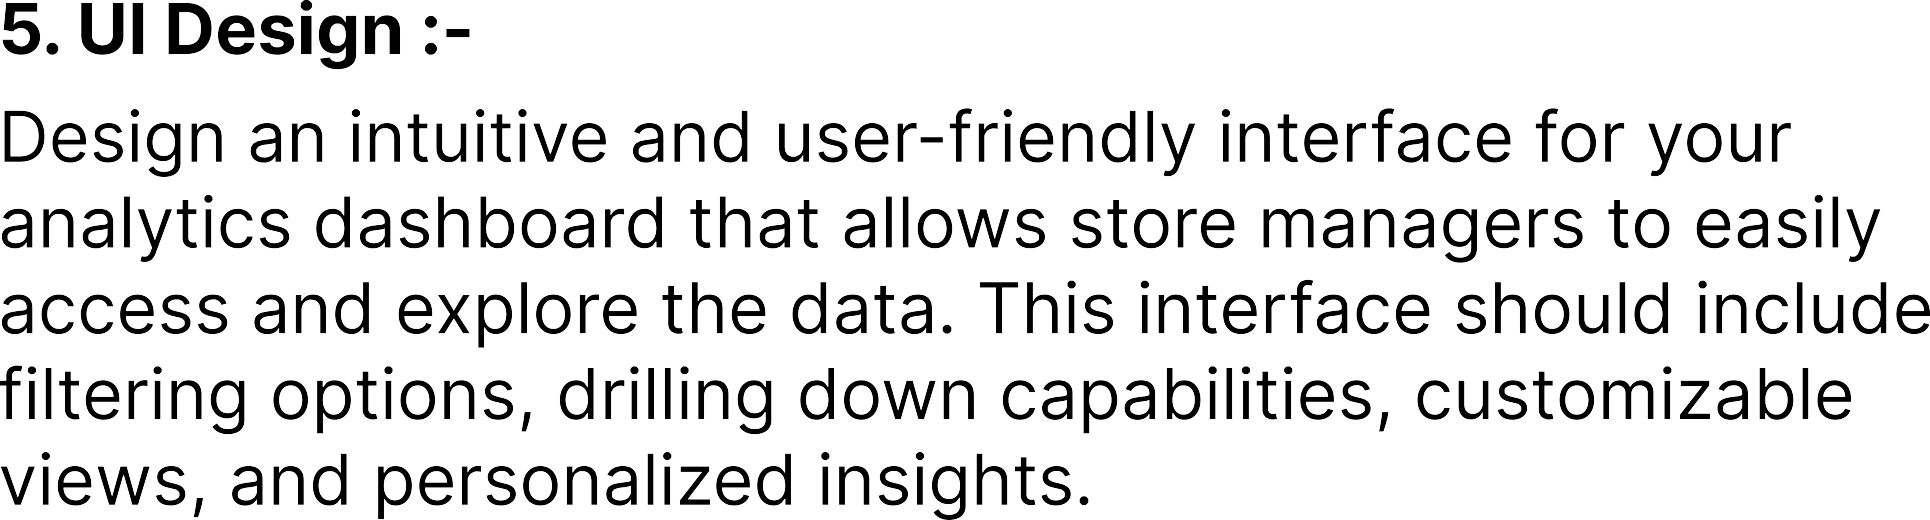 5. UI Design :-
Design an intuitive and user-friendly interface for your
analytics dashboard that allows store managers to easily
access and explore the data. This interface should include
filtering options, drilling down capabilities, customizable
views, and personalized insights.